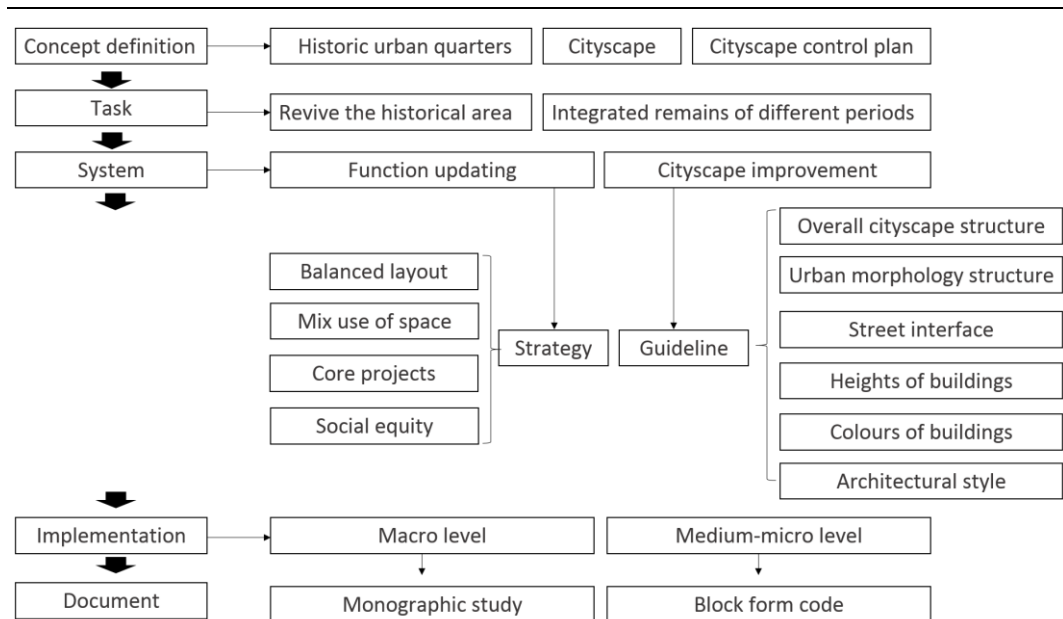 Concept definition
Historic urban quarters
Cityscape
Cityscape control plan
Task
Revive the historical area
Integrated remains of different periods
System
Function updating
Cityscape improvement
Balanced layout
Mix use of space
Core projects
Social equity
Strategy
Guideline
Overall cityscape structure
Urban morphology structure
Street interface
Heights of buildings
Colours of buildings
Architectural style
Implementation
Macro level
Medium-micro level
Document
Monographic study
Block form code